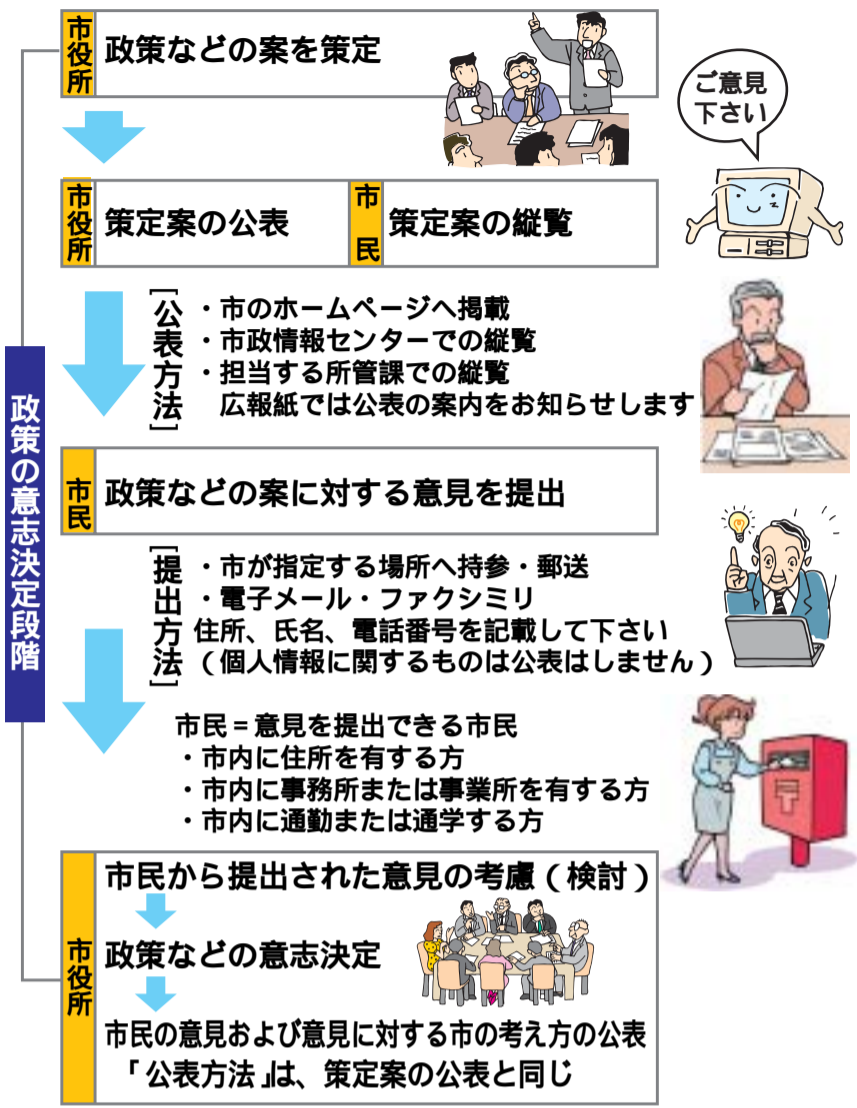 市役所
政策などの案を策定
ご意見
下さい
市役所
策定案の公表
市民
策定案の縦覧
[公表方法]
・市のホームページへ掲載
・市政情報センターでの縦覧
・担当する所管課での縦覧
広報紙では公表の案内をお知らせします
政策の意志決定段階
市民
政策などの案に対する意見を提出
[提出方法]
・市が指定する場所へ持参・郵送
・電子メール・ファクシミリ
住所、氏名、電話番号を記載して下さい
(個人情報に関するものは公表はしません)
市民=意見を提出できる市民
・市内に住所を有する方
・市内に事務所または事業所を有する方
・市内に通勤または通学する方
〒
市役所
市民から提出された意見の考慮(検討)
政策などの意志決定
市民の意見および意見に対する市の考え方の公表
「公表方法」は、策定案の公表と同じ